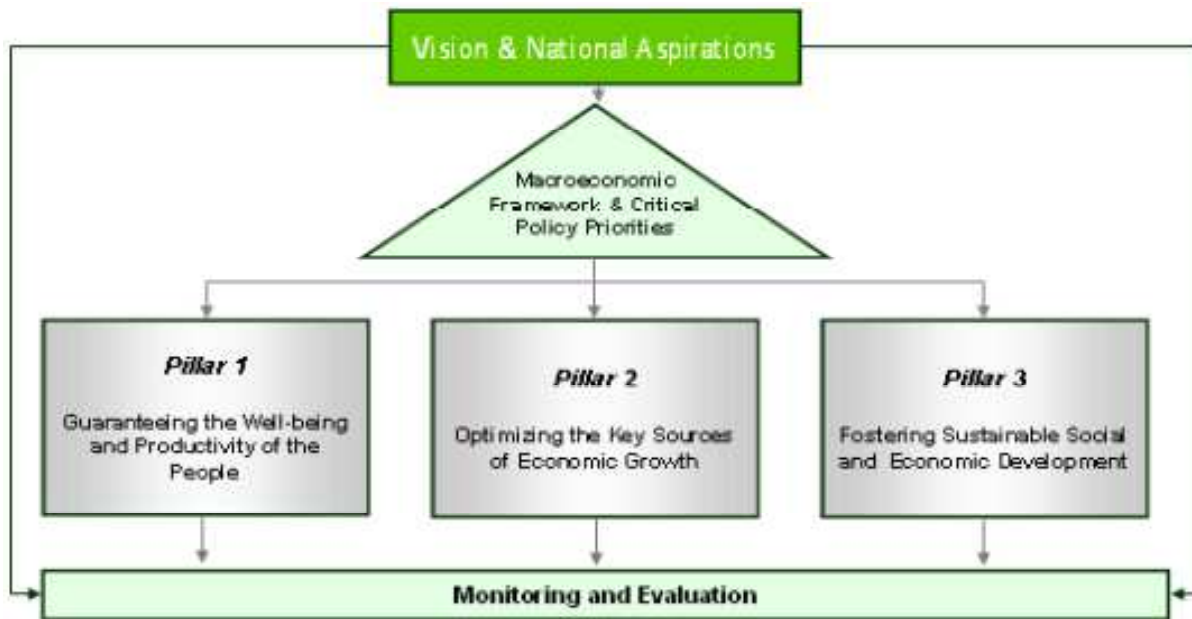 Vision & National Aspirations
Macroeconomic
Framework & Critical
Policy Priorities
Pillar 1
Guaranteeing the Well-being
and Productivity of the
People
Pillar 2
Optimizing the Key Sources
of Economic Growth
Pillar 3
Fostering Sustainable Social
and Economic Development
Monitoring and Evaluation